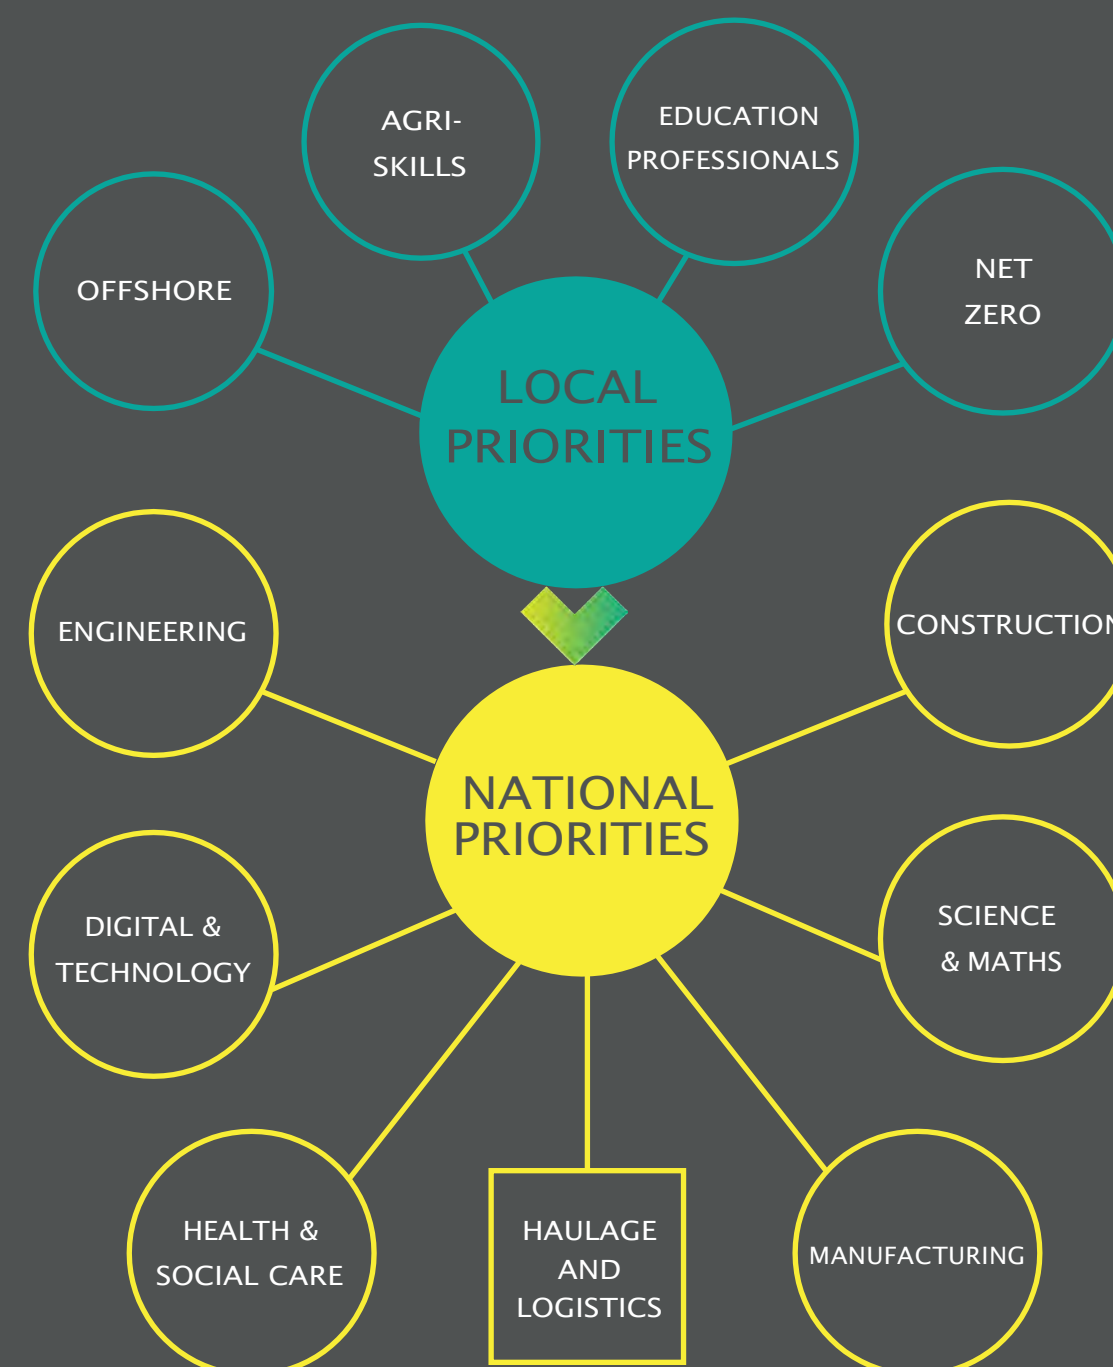 AGRI-
SKILLS
EDUCATION
PROFESSIONALS
OFFSHORE
NET
ZERO
LOCAL
PRIORITIES
ENGINEERING
CONSTRUCTION
NATIONAL
PRIORITIES
DIGITAL &
TECHNOLOGY
SCIENCE
& MATHS
HEALTH &
SOCIAL CARE
HAULAGE
AND
LOGISTICS
MANUFACTURING